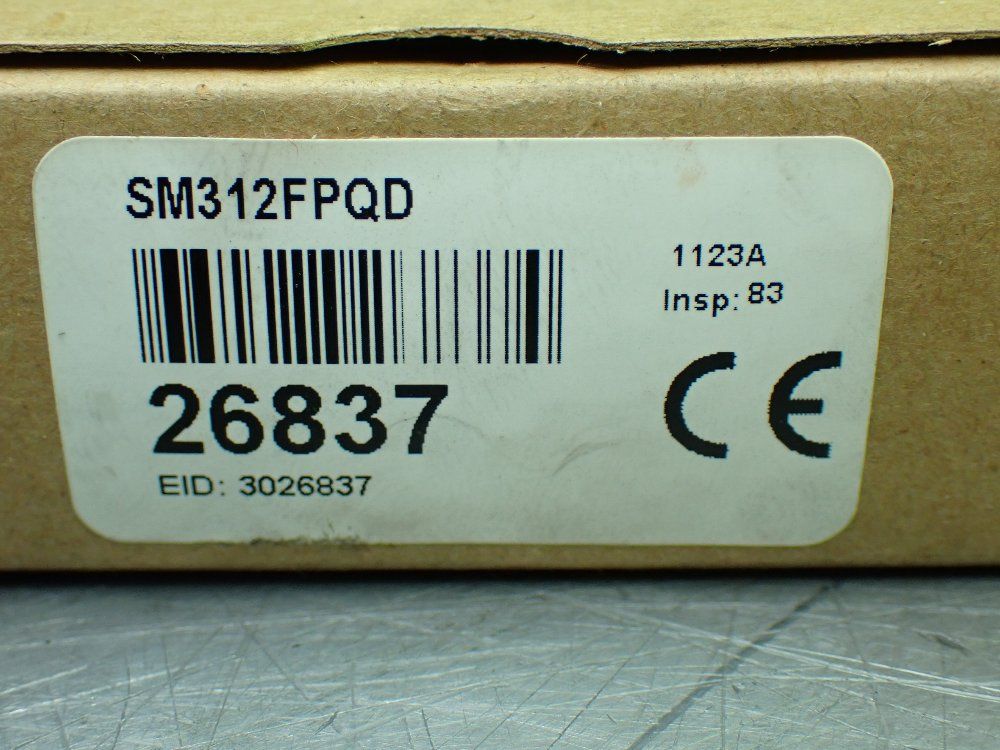 SM312FPQD
1123A
Insp: 83
26837
CE
EID: 3026837